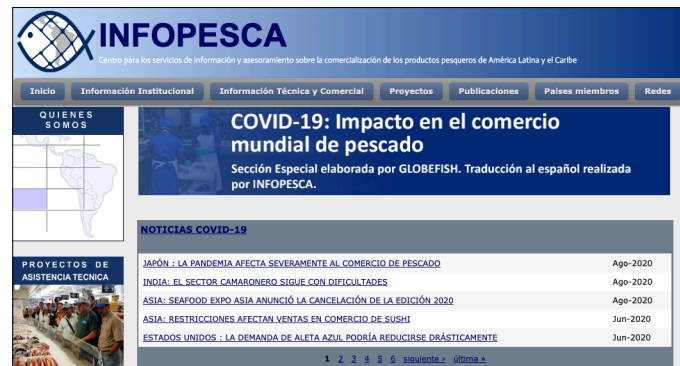 INFOPESCA
Centro para los servicios de información y asesoramiento sobre la comercialización de los productos pesqueros de América Latina y el Caribe
Inicio Información Institucional Información Técnica y Comercial Proyectos Publicaciones Paises miembros Redes
QUIENES
SOMOS
COVID-19: Impacto en el comercio
mundial de pescado
Sección Especial elaborada por GLOBEFISH. Traducción al español realizada
por INFOPESCA.
NOTICIAS COVID-19
PROYECTOS DE
ASISTENCIA TECNICA
JAPÓN : LA PANDEMIA AFECTA SEVERAMENTE AL COMERCIO DE PESCADO Ago-2020
INDIA: EL SECTOR CAMARONERO SIGUE CON DIFICULTADES Ago-2020
ASIA: SEAFOOD EXPO ASIA ANUNCIÓ LA CANCELACIÓN DE LA EDICIÓN 2020 Ago-2020
ASIA: RESTRICCIONES AFECTAN VENTAS EN COMERCIO DE SUSHI Jun-2020
ESTADOS UNIDOS : LA DEMANDA DE ALETA AZUL PODRÍA REDUCIRSE DRÁSTICAMENTE Jun-2020
1 2 3 4 5 6 siguiente › última »